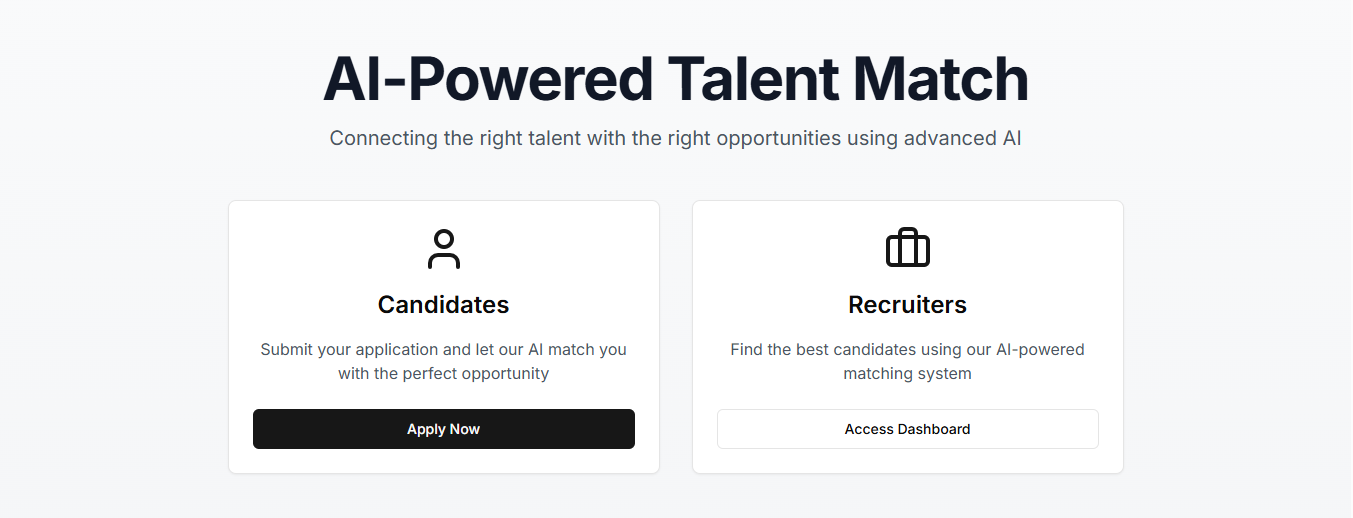 AI-Powered Talent Match
Connecting the right talent with the right opportunities using advanced AI
Candidates
Submit your application and let our AI match you
with the perfect opportunity
Apply Now
Recruiters
Find the best candidates using our AI-powered
matching system
Access Dashboard